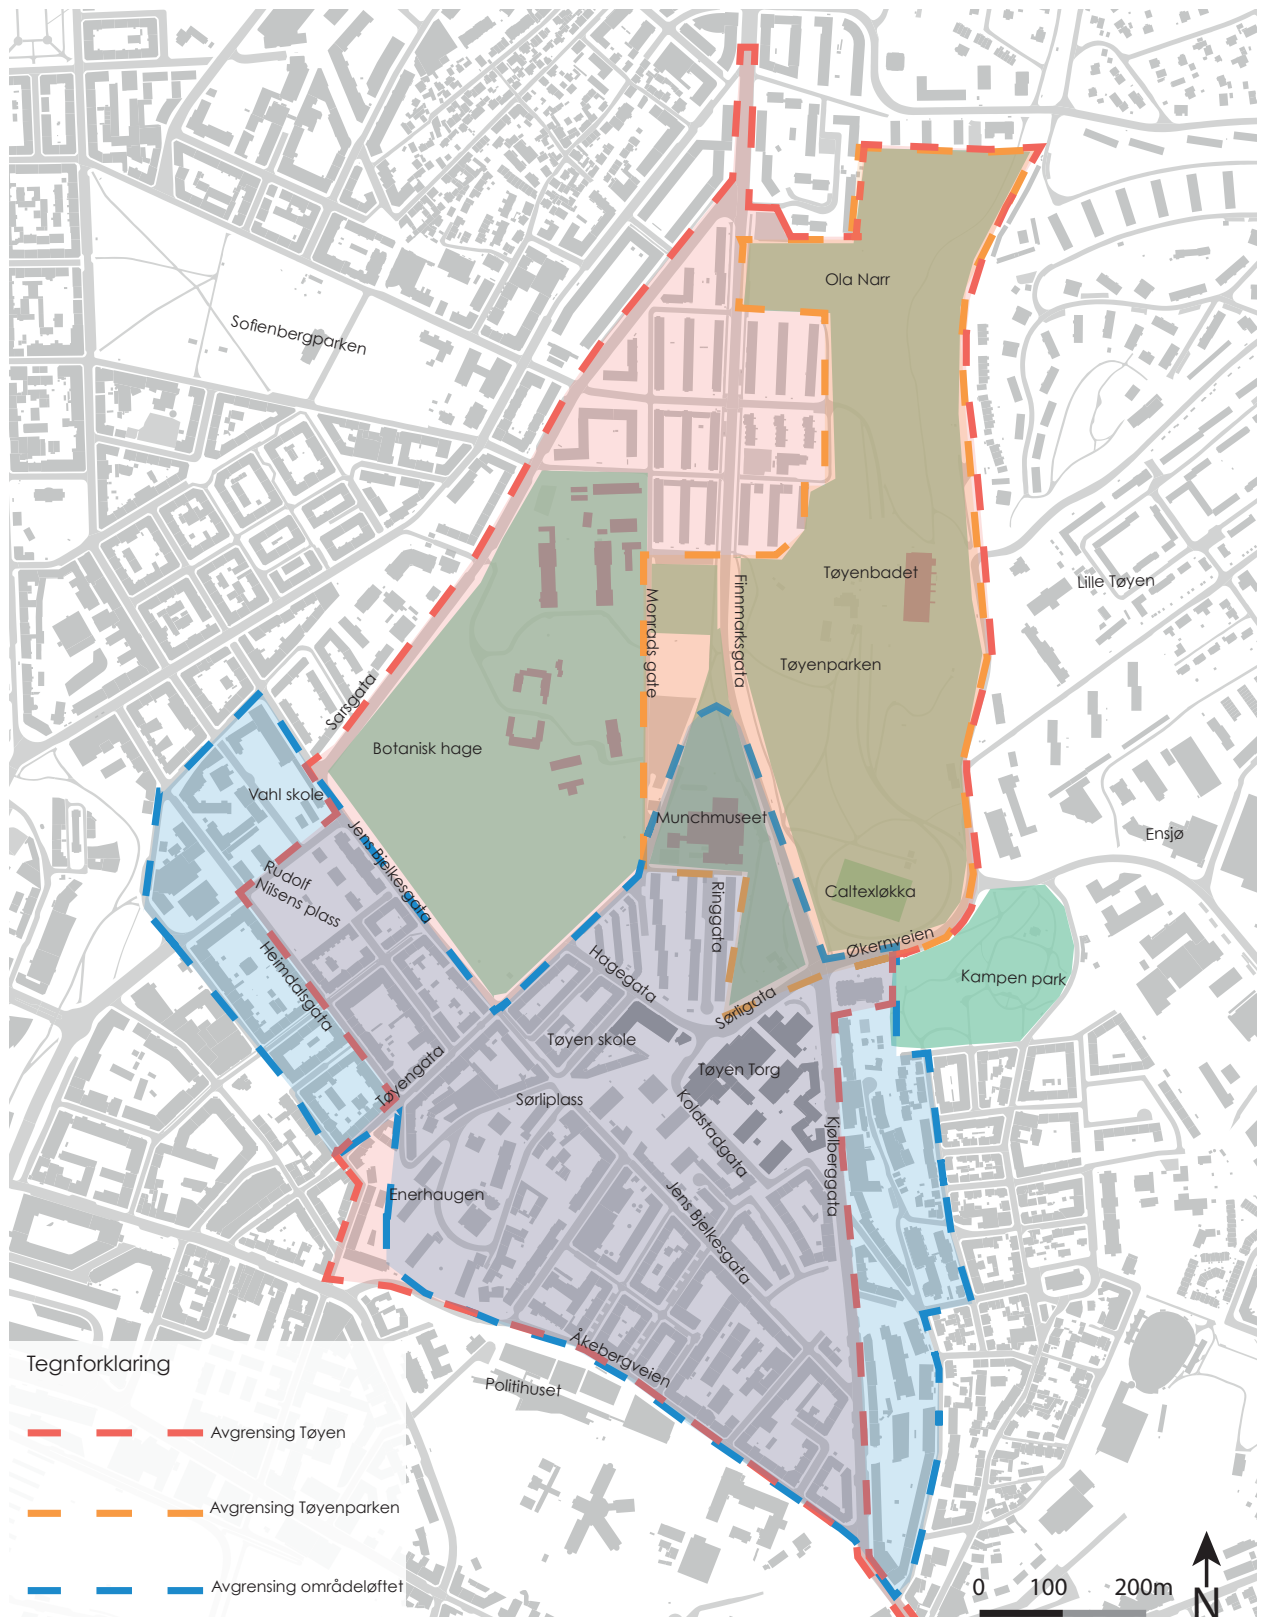 Ola Narr
Sofienbergparken
Tøyenbadet
Lille Tøyen
Finnmarksgata
Monrads gate
Tøyenparken
Sarsgata
Botanisk hage
Vahl skole
Munchmuseet
Ensjø
Jens Bjelkesgata
Rudolf
Nilsens plass
Caltexløkka
Ringgata
Økernveien
Hagegata
Heimdalsgata
Kampen park
Sørligata
Tøyen skole
Tøyen Torg
Tøyengata
Sørliplass
Kolstadgata
Kjølberggata
Enerhaugen
Jens Bjelkesgata
Åkebergveien
Politihuset
Tegnforklaring
Avgrensing Tøyen
Avgrensing Tøyenparken
Avgrensing områdeløftet
0 100 200m
N